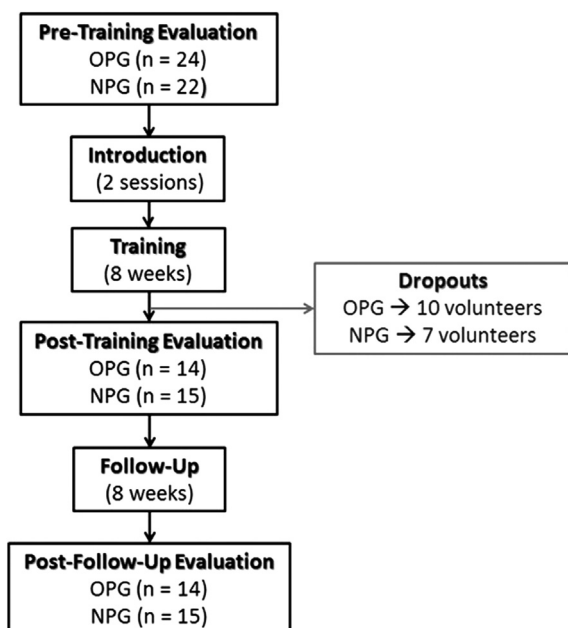 Pre-Training Evaluation
OPG (n = 24)
NPG (n = 22)
Introduction
(2 sessions)
Training
(8 weeks)
Dropouts
OPG → 10 volunteers
NPG → 7 volunteers
Post-Training Evaluation
OPG (n = 14)
NPG (n = 15)
Follow-Up
(8 weeks)
Post-Follow-Up Evaluation
OPG (n = 14)
NPG (n = 15)